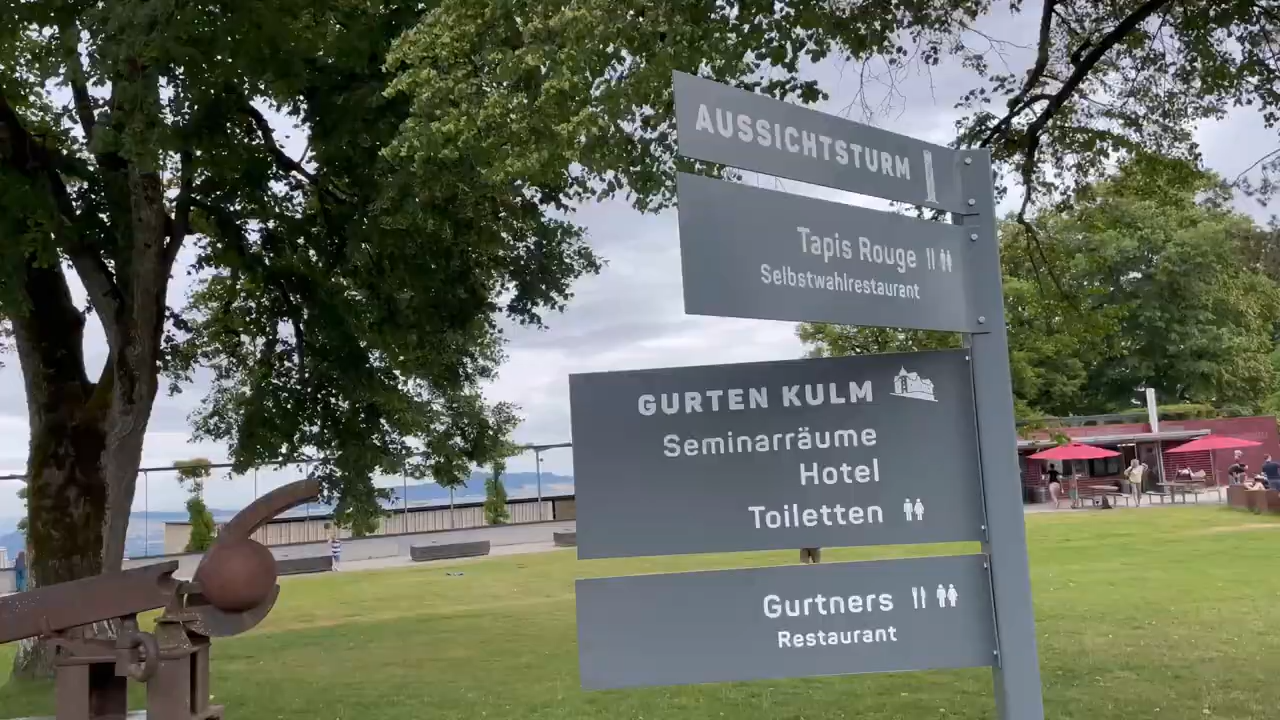 AUSSICHTSTURM
Tapis Rouge
Selbstwahlrestaurant
GURTEN KULM
Seminarräume
Hotel
Toiletten
Gurtners
Restaurant